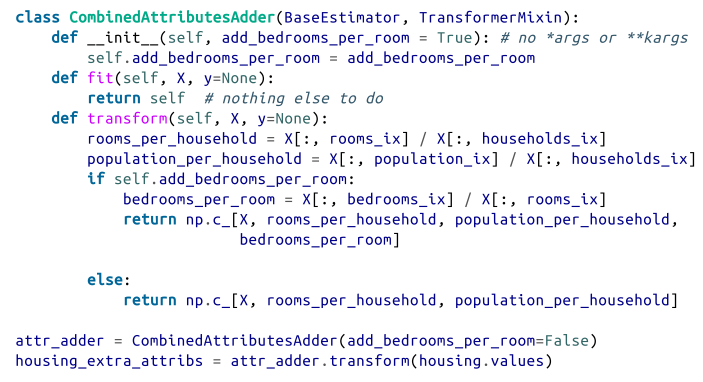 class CombinedAttributesAdder(BaseEstimator, TransformerMixin):
    def __init__(self, add_bedrooms_per_room = True): # no *args or **kargs
        self.add_bedrooms_per_room = add_bedrooms_per_room
    def fit(self, X, y=None):
        return self  # nothing else to do
    def transform(self, X, y=None):
        rooms_per_household = X[:, rooms_ix] / X[:, households_ix]
        population_per_household = X[:, population_ix] / X[:, households_ix]
        if self.add_bedrooms_per_room:
            bedrooms_per_room = X[:, bedrooms_ix] / X[:, rooms_ix]
            return np.c_[X, rooms_per_household, population_per_household,
                         bedrooms_per_room]
        else:
            return np.c_[X, rooms_per_household, population_per_household]
attr_adder = CombinedAttributesAdder(add_bedrooms_per_room=False)
housing_extra_attribs = attr_adder.transform(housing.values)